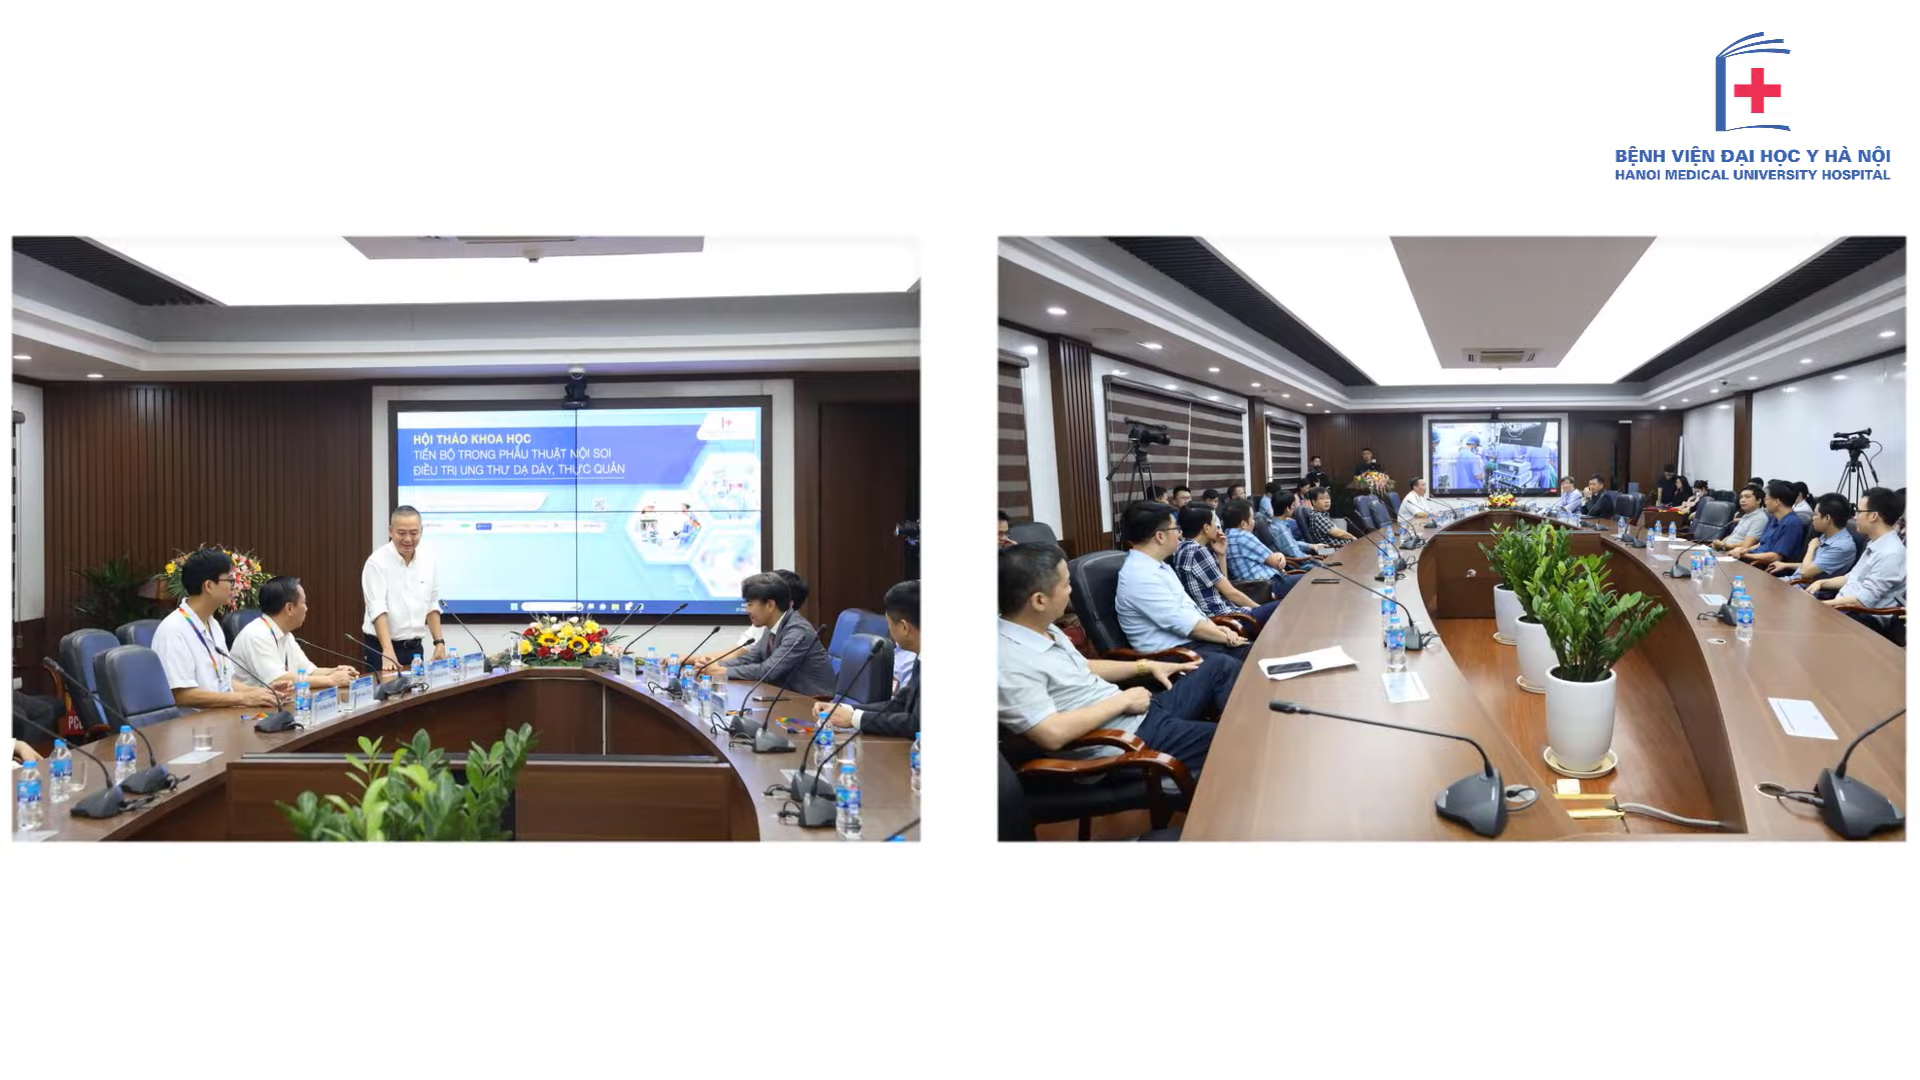 BỆNH VIỆN ĐẠI HỌC Y HÀ NỘI
HANOI MEDICAL UNIVERSITY HOSPITAL
HỘI THẢO KHOA HỌC
TIẾN BỘ TRONG PHẪU THUẬT NỘI SOI
ĐIỀU TRỊ UNG THƯ DẠ DÀY, THỰC QUẢN